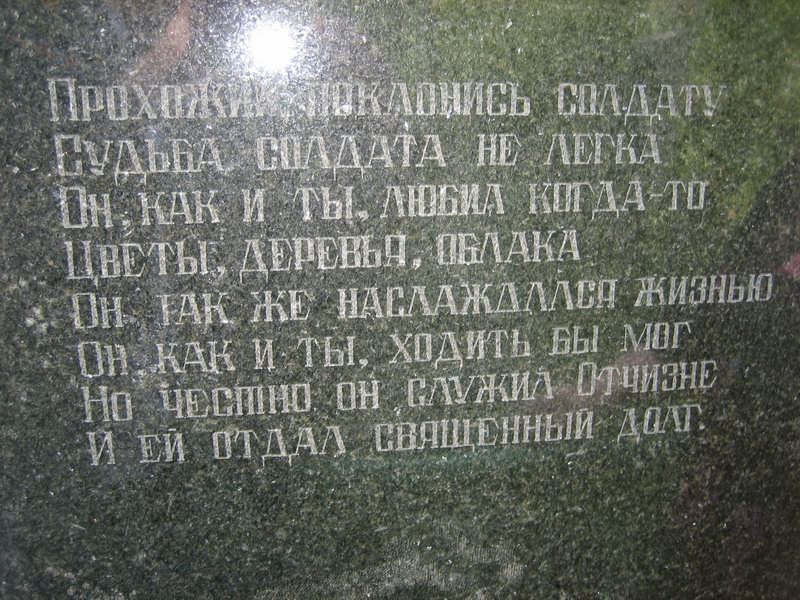 Прохожий поклонись солдату
Судьба солдата не легка
Он, как и ты, любил когда-то
Цветы, деревья, облака
Он так же наслаждался жизнью
Он, как и ты, ходить бы мог
Но честно он служил Отчизне
И ей отдал священный долг.